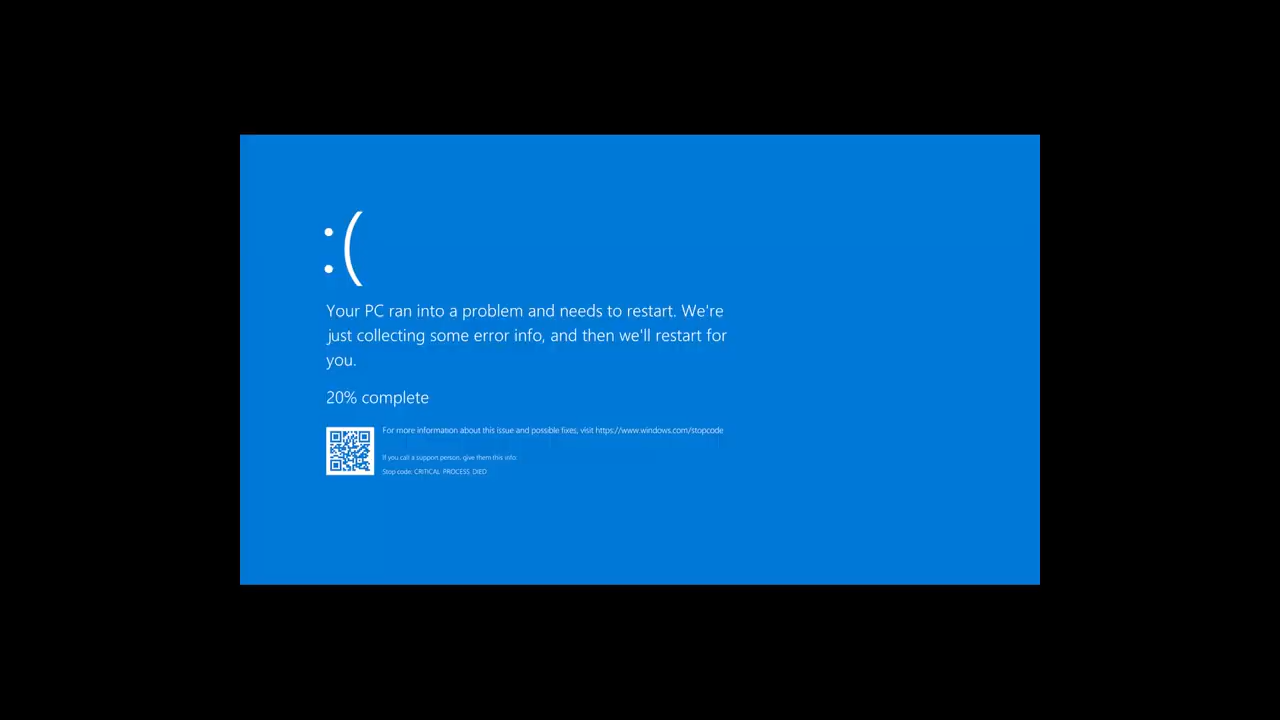 :(
Your PC ran into a problem and needs to restart. We're
just collecting some error info, and then we'll restart for
you.
20% complete
For more information about this issue and possible fixes, visit https://www.windows.com/stopcode
If you call a support person, give them this info:
Stop code: CRITICAL_PROCESS_DIED